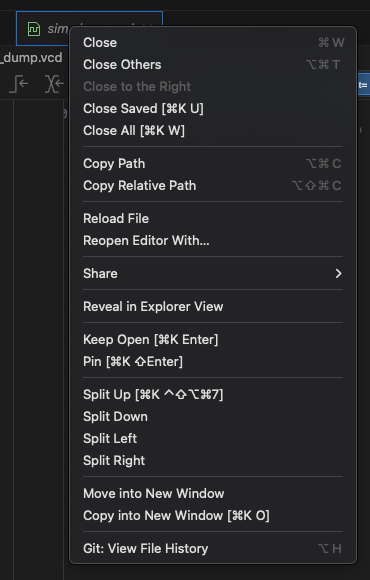 _dump.vcd
Close ⌘ W
Close Others ⌥ ⌘ T
Close to the Right
Close Saved [⌘K U]
Close All [⌘K W]
Copy Path ⌥ ⌘ C
Copy Relative Path ⌥ ⇧ ⌘ C
Reload File
Reopen Editor With...
Share
Reveal in Explorer View
Keep Open [⌘K Enter]
Pin [⌘K ⇧Enter]
Split Up [⌘K ^⇧⌥⌘7]
Split Down
Split Left
Split Right
Move into New Window
Copy into New Window [⌘K O]
Git: View File History ⌥ H